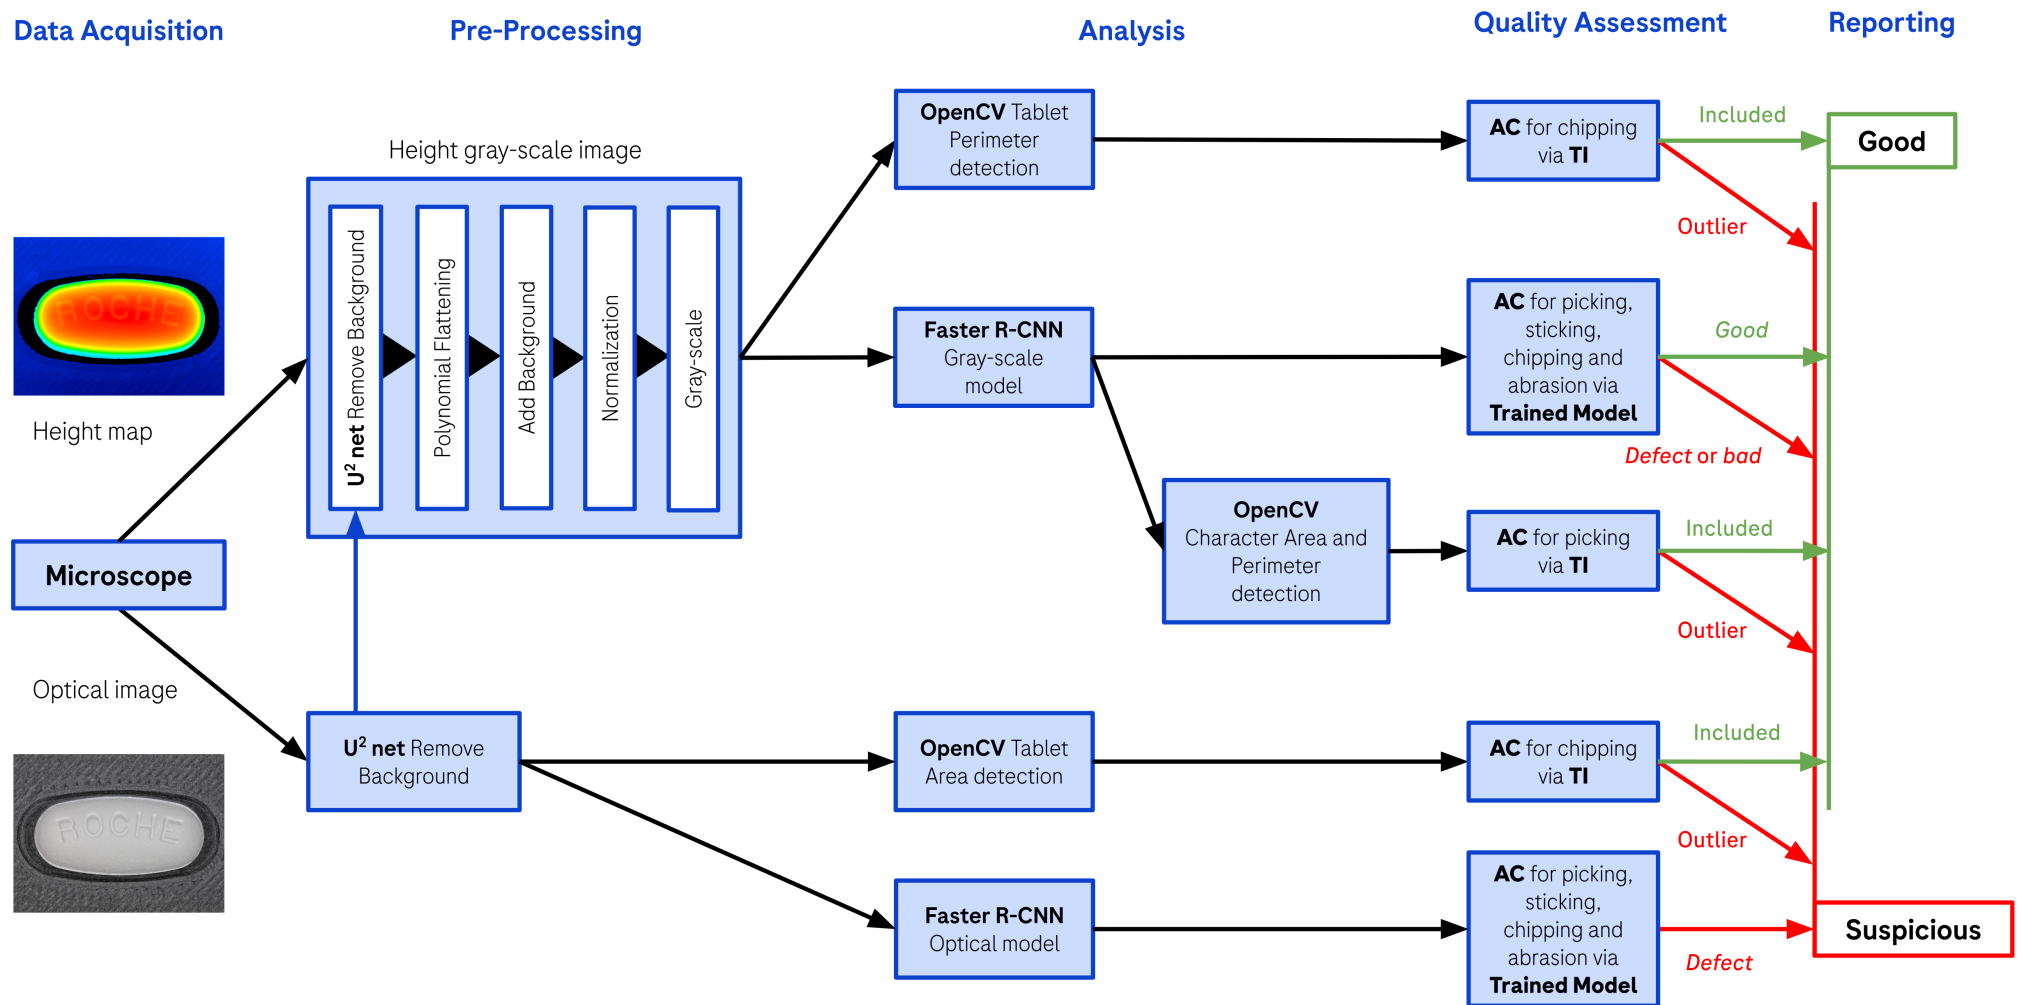 Data Acquisition
Pre-Processing
Analysis
Quality Assessment
Reporting
Height map
ROCHE
Microscope
Optical image
ROCHE
Height gray-scale image
U² net Remove Background
Polynomial Flattening
Add Background
Normalization
Gray-scale
U² net Remove
Background
OpenCV Tablet
Perimeter
detection
Faster R-CNN
Gray-scale
model
OpenCV
Character Area and
Perimeter
detection
OpenCV Tablet
Area detection
Faster R-CNN
Optical model
AC for chipping
via TI
Included
Outlier
AC for picking,
sticking,
chipping and
abrasion via
Trained Model
Good
Defect or bad
AC for picking
via TI
Included
Outlier
AC for chipping
via TI
Included
Outlier
AC for picking,
sticking,
chipping and
abrasion via
Trained Model
Defect
Good
Suspicious